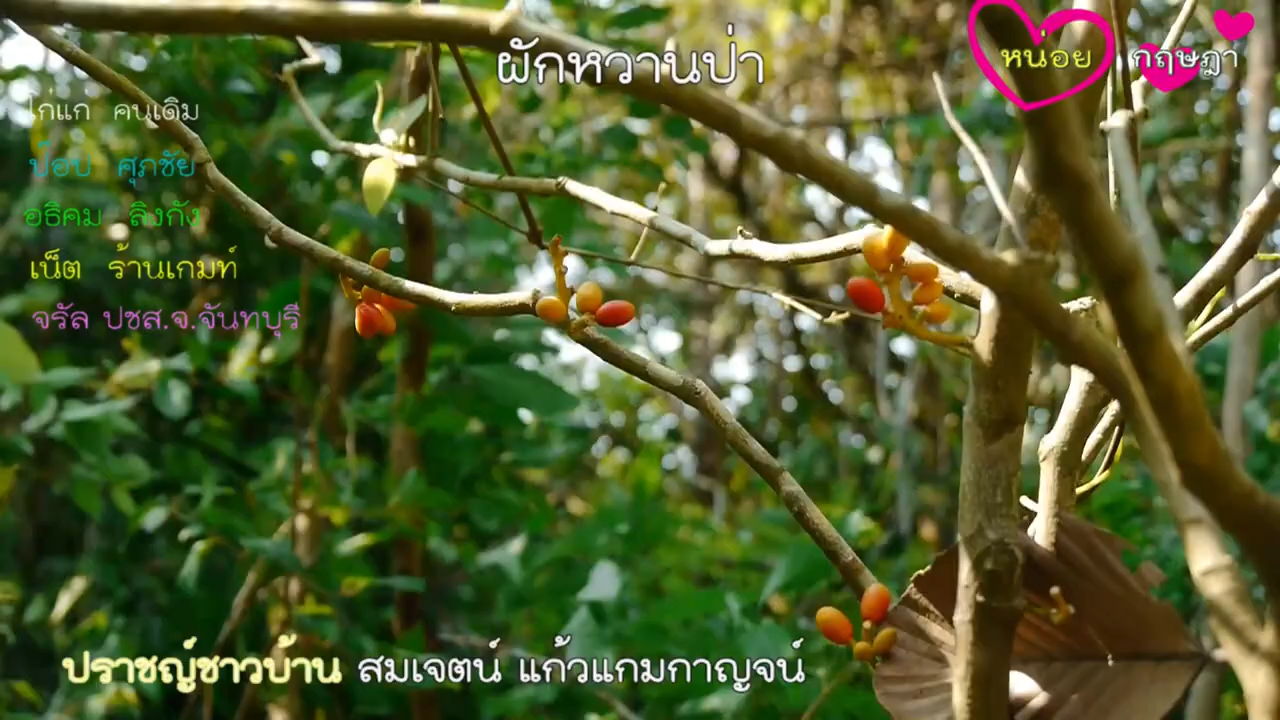 ผักหวานป่า
หน่อย กฤษฎา
ไก่แก่ คนเดิม
ป๊อบ ศุภชัย
อธิคม ลิงกัง
เน็ต ร้านเกมท์
จรัล ปชส.จ.จันทบุรี
ปราชญ์ชาวบ้าน สมเจตน์ แก้วแกมกาญจน์